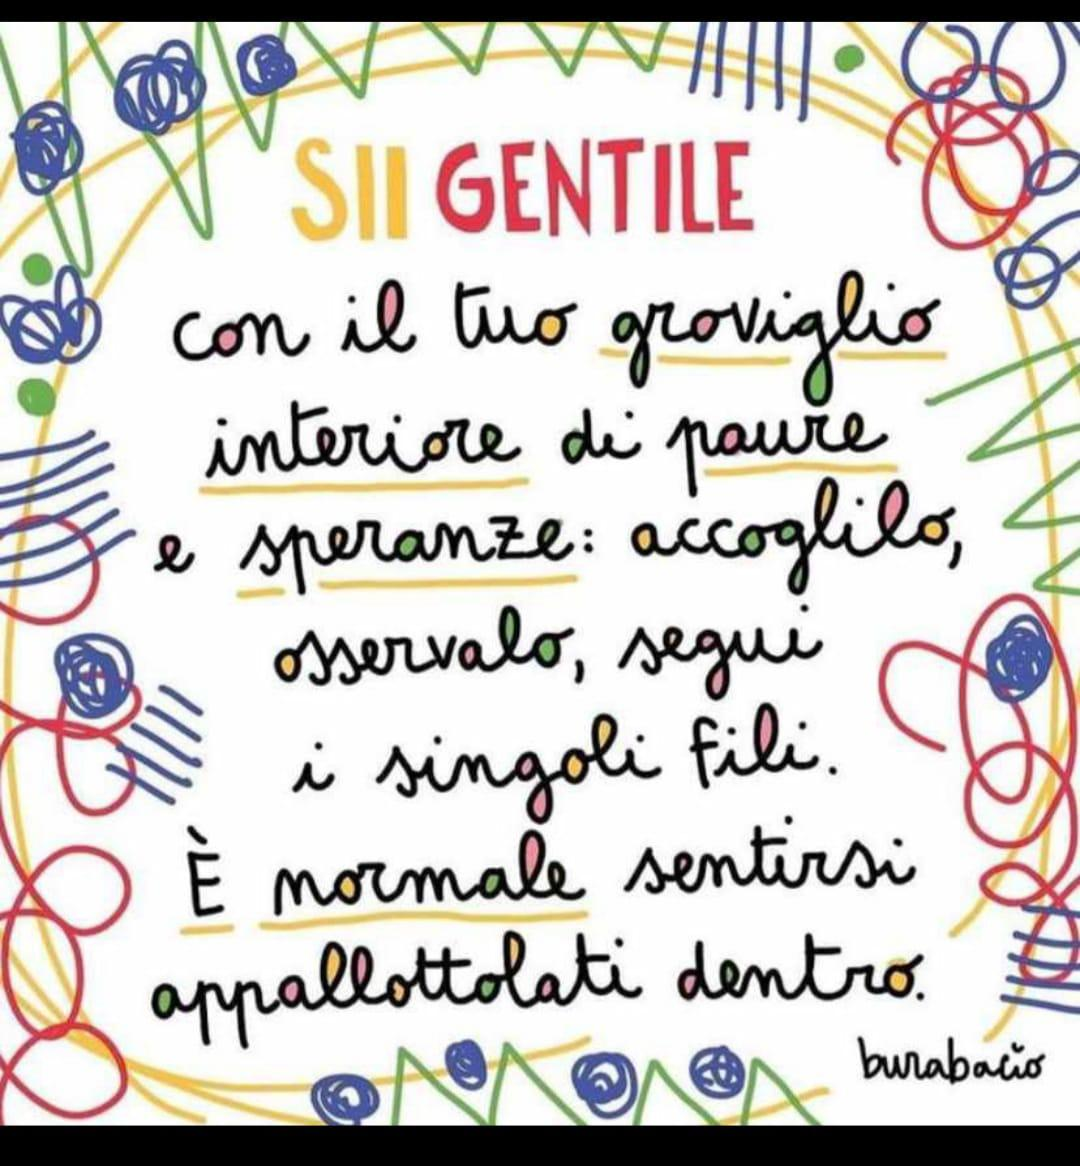 SII GENTILE
con il tuo groviglio
interiore di paure
e speranze: accoglilo,
osservalo, segui
i singoli fili.
È normale sentirsi
appallottolati dentro.
burabacio